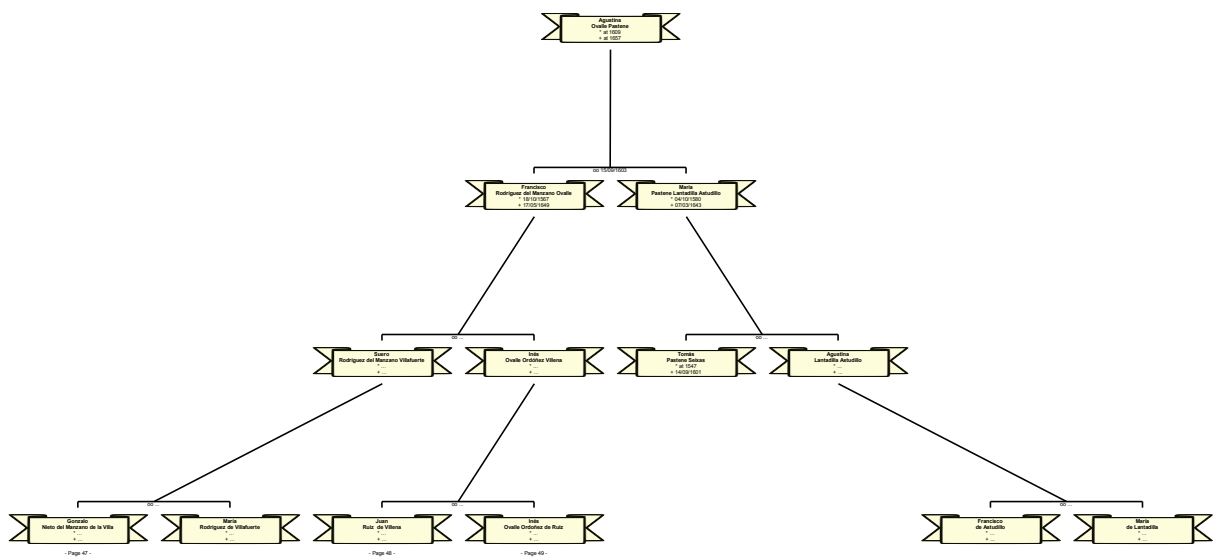 Agustina
Ovalle Pastene
* at 1609
+ at 1657
oo 15/09/1603
Francisco
Rodríguez del Manzano Ovalle
* 18/10/1567
+ 17/05/1649
María
Pastene Lantadilla Astudillo
* 04/10/1580
+ 07/03/1643
oo ...
oo ...
Suero
Rodríguez del Manzano Villafuerte
* ...
+ ...
Inés
Ovalle Ordóñez Villena
* ...
+ ...
Tomás
Pastene Seixas
* at 1547
+ 14/09/1601
Agustina
Lantadilla Astudillo
* ...
+ ...
oo ...
oo ...
oo ...
Gonzalo
Nieto del Manzano de la Villa
* ...
+ ...
María
Rodríguez de Villafuerte
* ...
+ ...
Juan
Ruiz de Villena
* ...
+ ...
Inés
Ovalle Ordoñez de Ruiz
* ...
+ ...
Francisco
de Astudillo
* ...
+ ...
María
de Lantadilla
* ...
+ ...
- Page 47 -
- Page 48 -
- Page 49 -